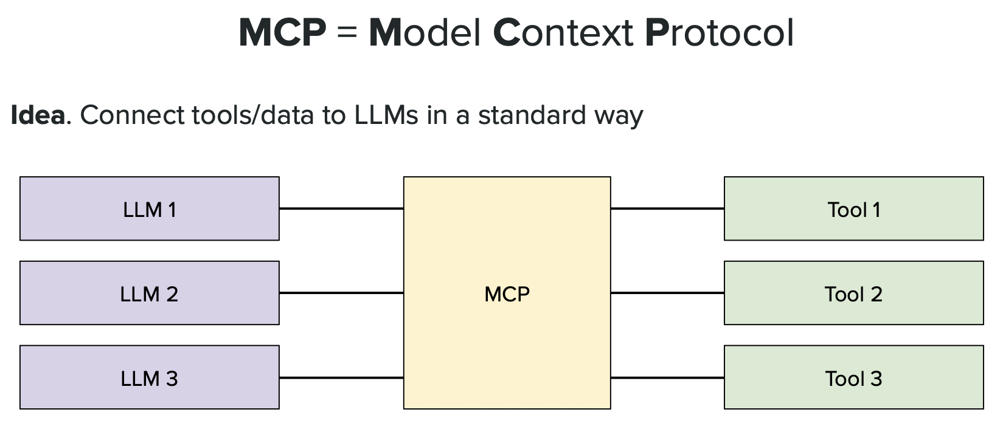 MCP = Model Context Protocol
Idea. Connect tools/data to LLMs in a standard way
LLM 1
MCP
Tool 1
LLM 2
Tool 2
LLM 3
Tool 3